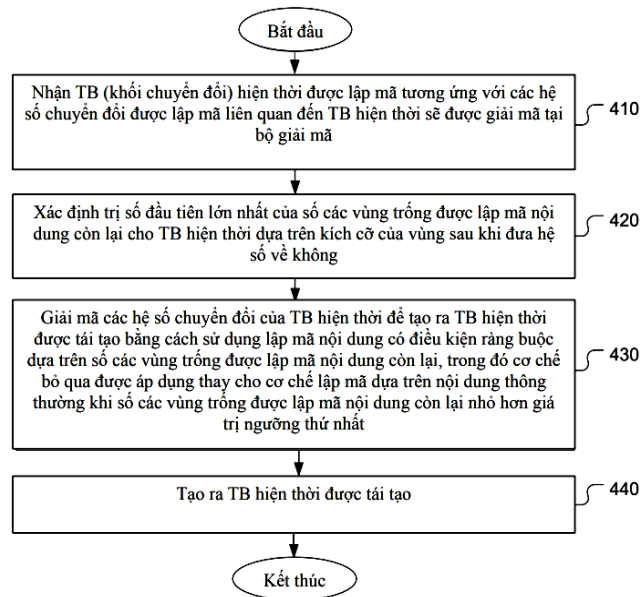 Bắt đầu
Nhận TB (khối chuyển đổi) hiện thời được lập mã tương ứng với các hệ
số chuyển đổi được lập mã liên quan đến TB hiện thời sẽ được giải mã tại
bộ giải mã
410
Xác định trị số đầu tiên lớn nhất của số các vùng trống được lập mã nội
dung còn lại cho TB hiện thời dựa trên kích cỡ của vùng sau khi đưa hệ
số về không
420
Giải mã các hệ số chuyển đổi của TB hiện thời để tạo ra TB hiện thời
được tái tạo bằng cách sử dụng lập mã nội dung có điều kiện ràng buộc
dựa trên số các vùng trống được lập mã nội dung còn lại, trong đó cơ chế
bỏ qua được áp dụng thay cho cơ chế lập mã dựa trên nội dung thông
thường khi số các vùng trống được lập mã nội dung còn lại nhỏ hơn giá
trị ngưỡng thứ nhất
430
Tạo ra TB hiện thời được tái tạo
440
Kết thúc